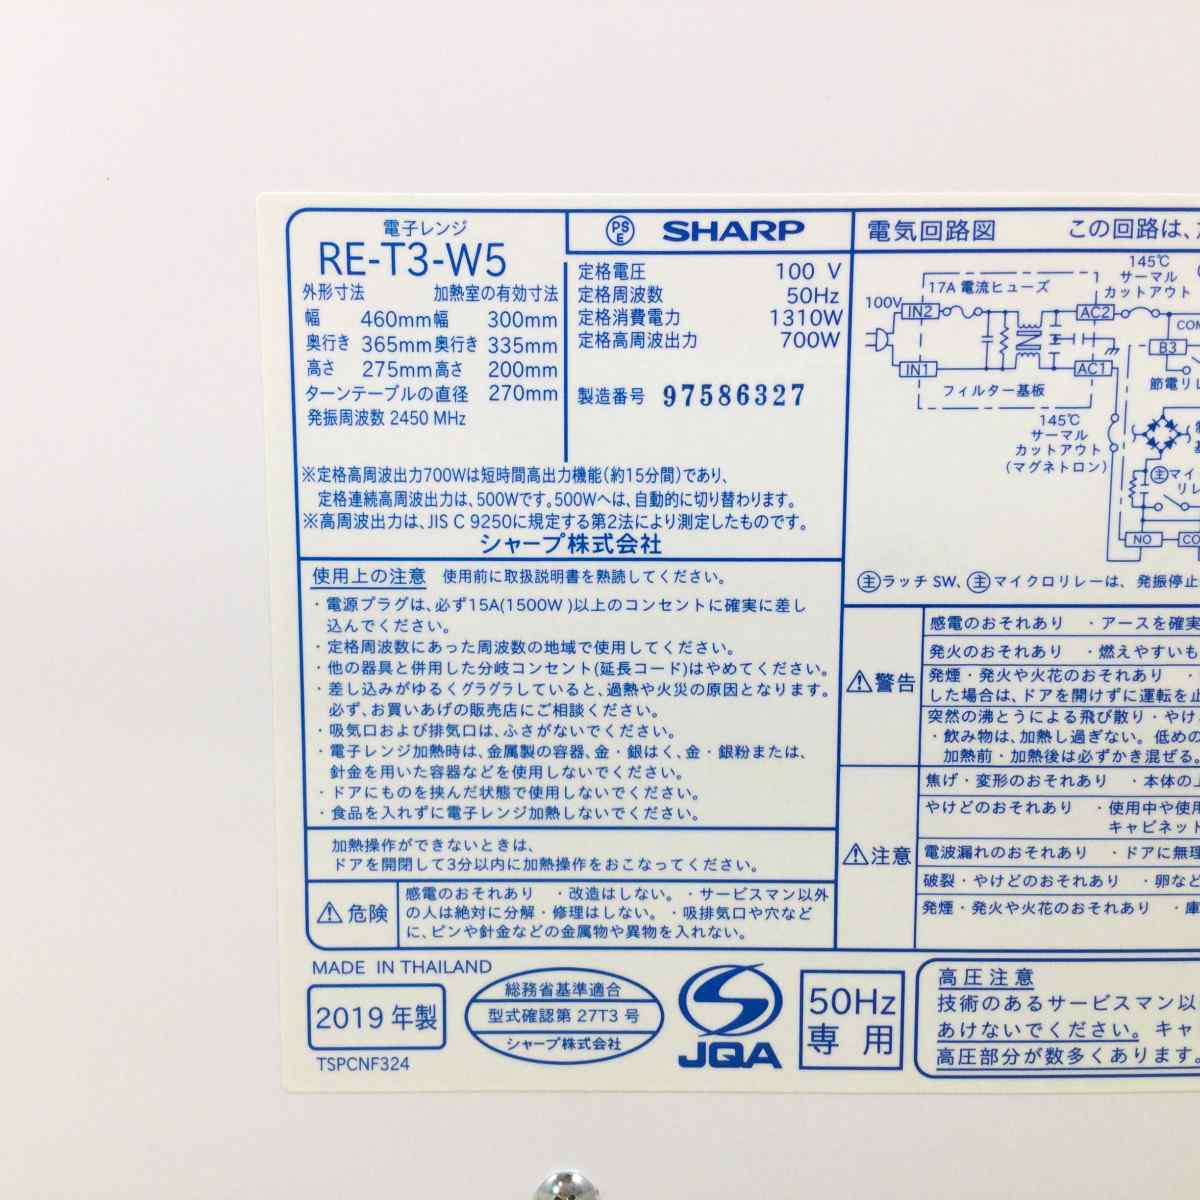 電子レンジ
RE-T3-W5
外形寸法 加熱室の有効寸法
幅 460mm 幅 300mm
奥行き 365mm 奥行き 335mm
高さ 275mm 高さ 200mm
ターンテーブルの直径 270mm
発振周波数 2450 MHz
PSE SHARP
定格電圧 100 V
定格周波数 50Hz
定格消費電力 1310W
定格高周波出力 700W
製造番号 97586327
※定格高周波出力700Wは短時間高出力機能(約15分間)であり、
定格連続高周波出力は、500Wです。500Wへは、自動的に切り替わります。
※高周波出力は、JIS C 9250に規定する第2法により測定したものです。
シャープ株式会社
使用上の注意 使用前に取扱説明書を熟読してください。
・電源プラグは、必ず15A(1500W)以上のコンセントに確実に差し
込んでください。
・定格周波数にあった周波数の地域で使用してください。
・他の器具と併用した分岐コンセント(延長コード)はやめてください。
・差し込みがゆるくグラグラしていると、過熱や火災の原因となります。
必ず、お買いあげの販売店にご相談ください。
・吸気口および排気口は、ふさがないでください。
・電子レンジ加熱時は、金属製の容器、金・銀はく、金・銀粉または、
針金を用いた容器などを使用しないでください。
・ドアにものを挟んだ状態で使用しないでください。
・食品を入れずに電子レンジ加熱しないでください。
加熱操作ができないときは、
ドアを開閉して3分以内に加熱操作をおこなってください。
⚠危険
感電のおそれあり ・改造はしない。・サービスマン以外
の人は絶対に分解・修理はしない。・吸排気口や穴など
に、ピンや針金などの金属物や異物を入れない。
電気回路図 この回路は、
145℃
サーマル
カットアウト
17A 電流ヒューズ
100V
IN2
AC2
COM
B3
IN1
AC1
フィルター基板
節電リレ
145℃
サーマル
カットアウト
(マグネトロン)
主マイ
リレ
NO
CO
主ラッチSW、主マイクロリレーは、発振停止
⚠警告
感電のおそれあり ・アースを確実
発火のおそれあり ・燃えやすいも
発煙・発火や火花のおそれあり ・
した場合は、ドアを開けずに運転を止
突然の沸とうによる飛び散り・やけ
・飲み物は、加熱し過ぎない。低めの
加熱前・加熱後は必ずかき混ぜる。
⚠注意
焦げ・変形のおそれあり ・本体の上
やけどのおそれあり ・使用中や使用
キャビネット
電波漏れのおそれあり ・ドアに無理
破裂・やけどのおそれあり ・卵など
発煙・発火や火花のおそれあり ・庫
MADE IN THAILAND
2019 年製
TSPCNF324
総務省基準適合
型式確認第 27T3 号
シャープ株式会社
JQA
50Hz
専用
高圧注意
技術のあるサービスマン以
あけないでください。キャ
高圧部分が数多くあります。